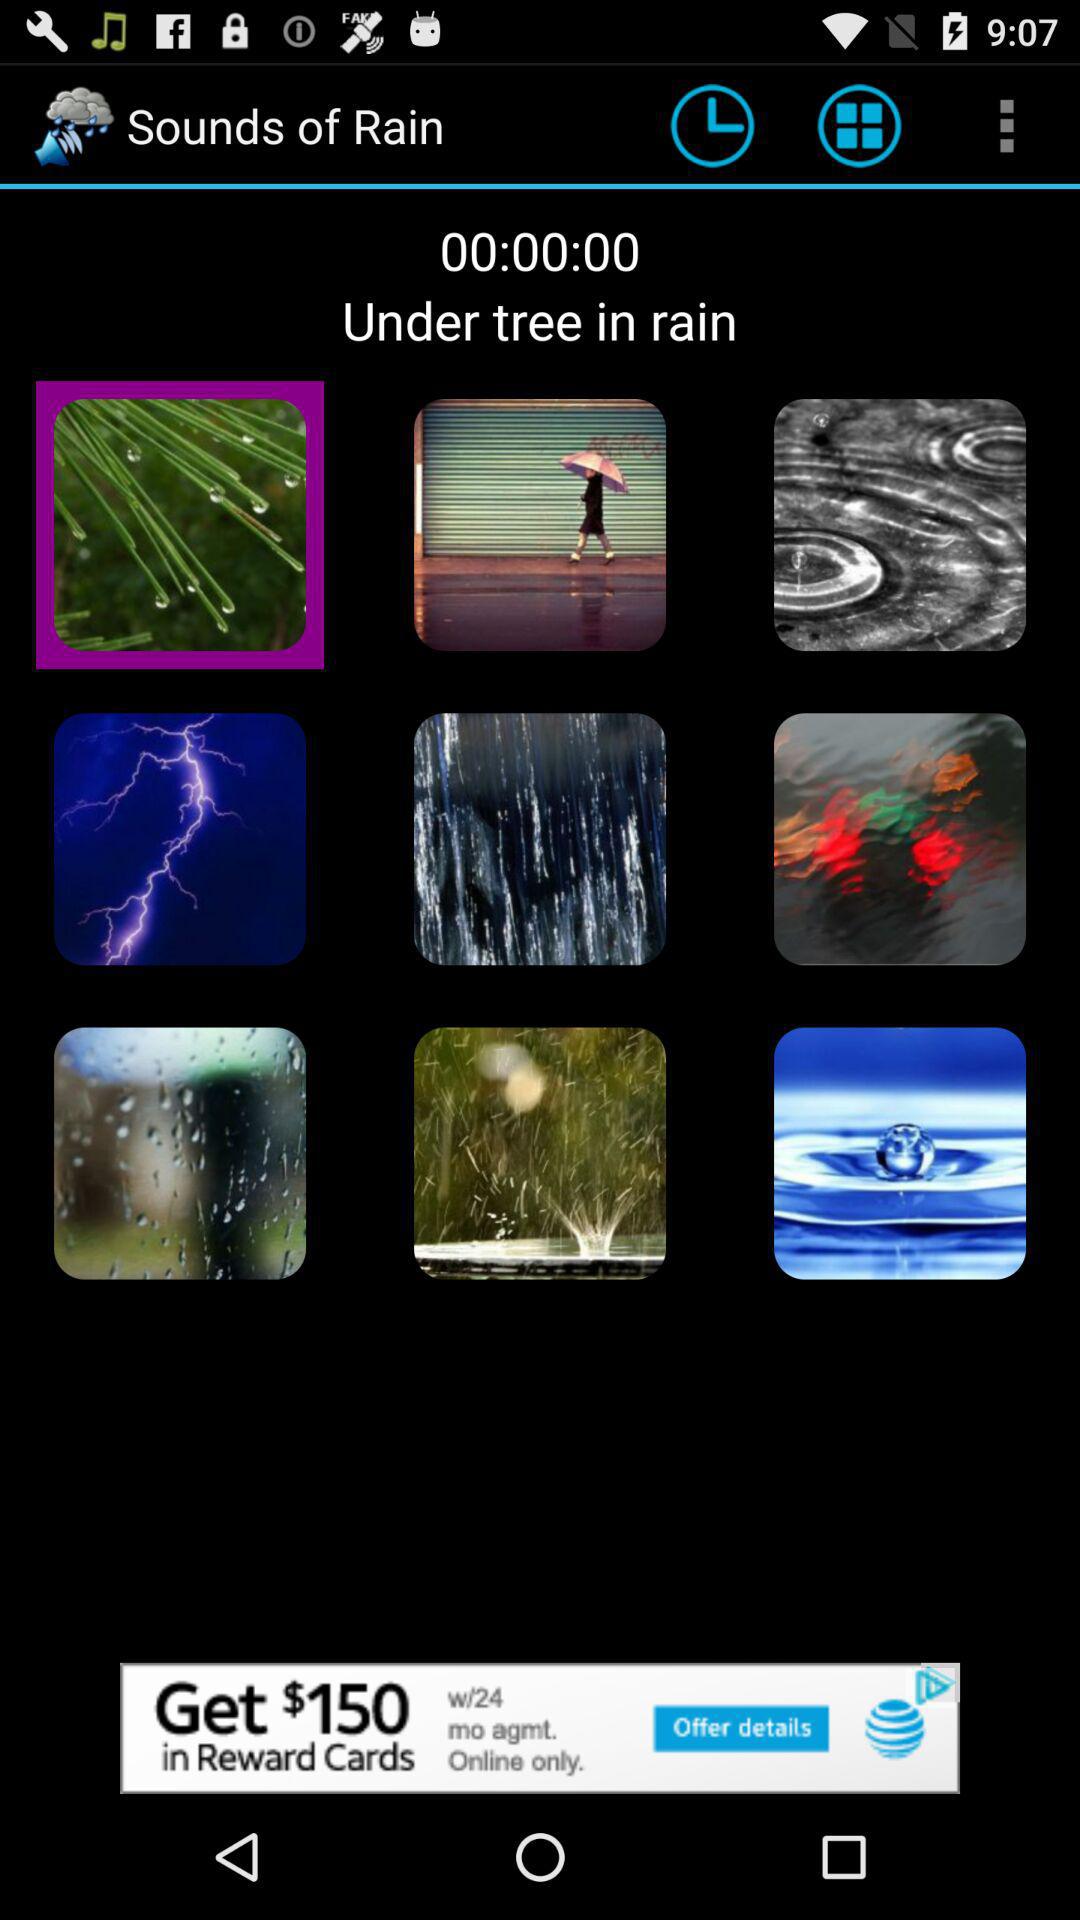 FAKE
9:07
Sounds of Rain
00:00:00
Under tree in rain
Get $150
in Reward Cards
w/24
mo agmt.
Online only.
Offer details